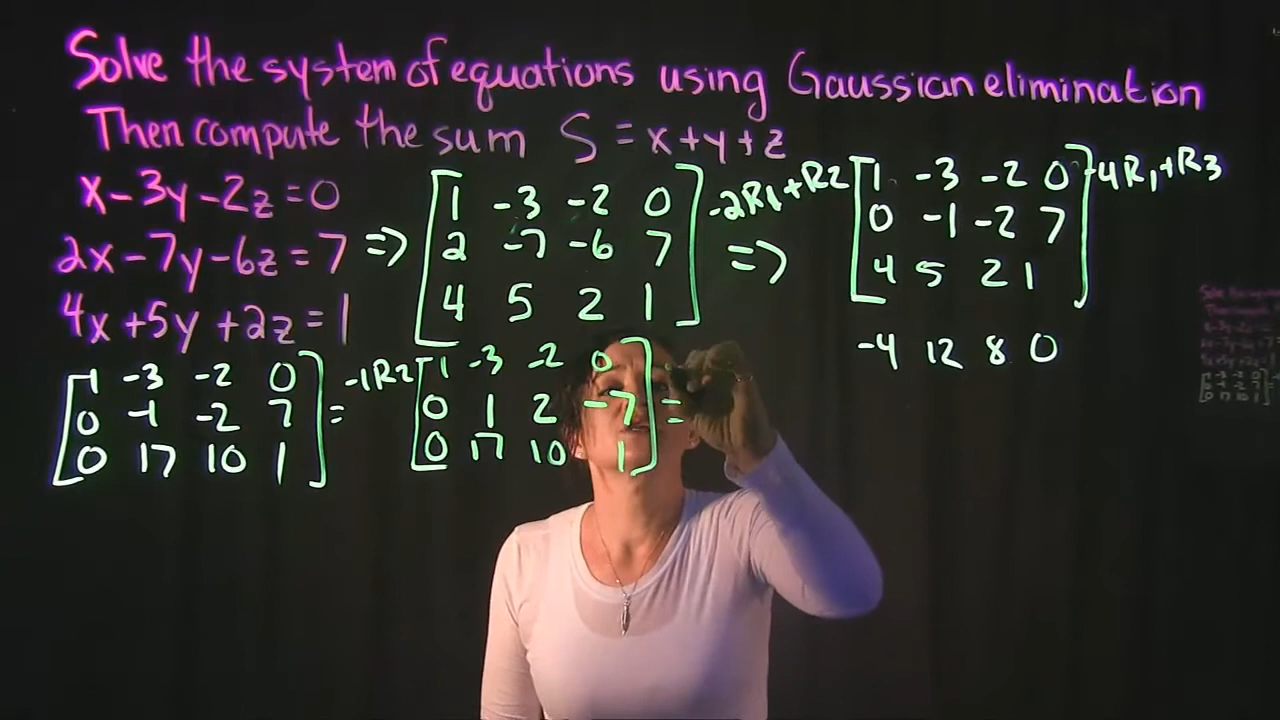 Solve the system of equations using Gaussian elimination
Then compute the sum S = x+y+z
x-3y-2z=0
2x-7y-6z=7
4x+5y+2z=1
=>
1 -3 -2 0
2 -7 -6 7
4 5 2 1
-2R1+R2
=>
1 -3 -2 0
0 -1 -2 7
4 5 2 1
-4R1+R3
-4 12 8 0
1 -3 -2 0
0 -1 -2 7
0 17 10 1
-1R2
=
1 -3 -2 0
0 1 2 -7
0 17 10 1
=